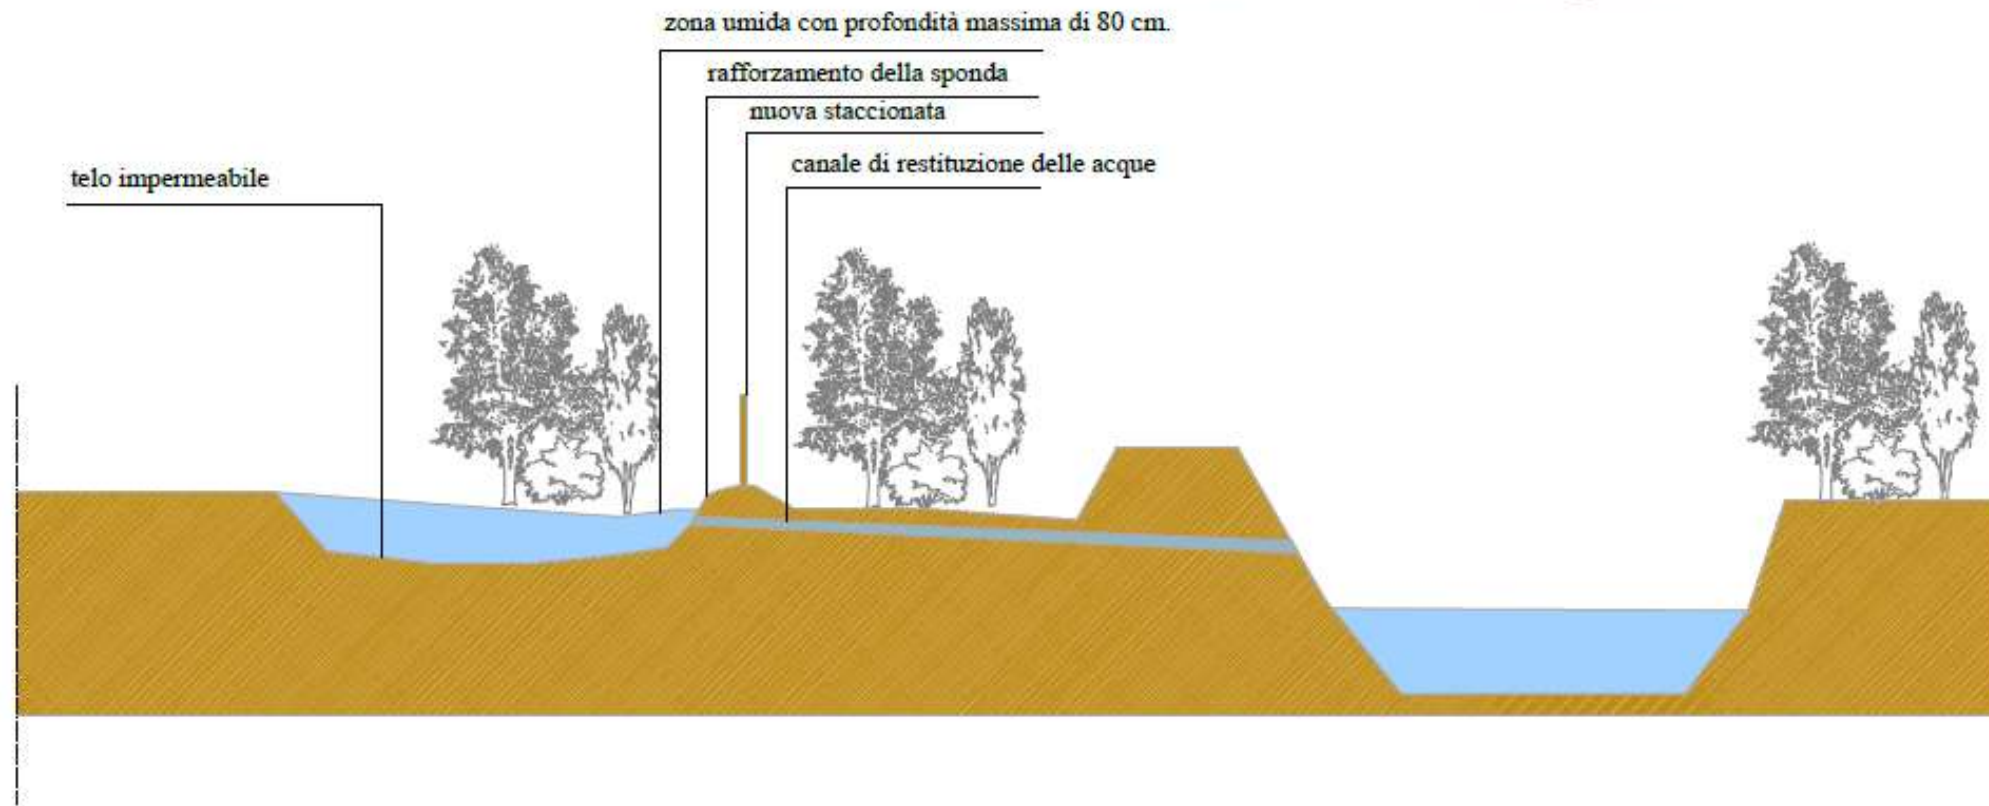 zona umida con profondità massima di 80 cm.
rafforzamento della sponda
nuova staccionata
canale di restituzione delle acque
telo impermeabile